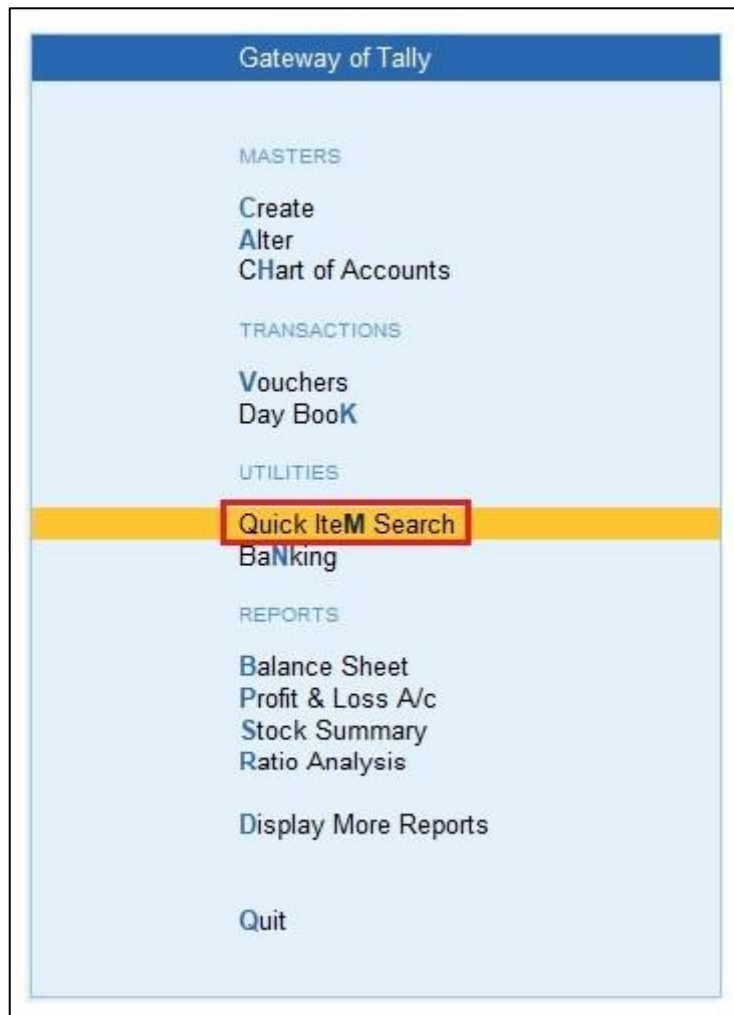 Gateway of Tally
MASTERS
Create
Alter
CHart of Accounts
TRANSACTIONS
Vouchers
Day BooK
UTILITIES
Quick IteM Search
BaNking
REPORTS
Balance Sheet
Profit & Loss A/c
Stock Summary
Ratio Analysis
Display More Reports
Quit